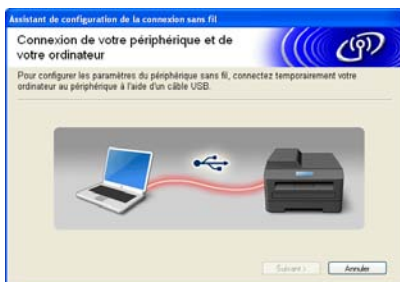 Assistant de configuration de la connexion sans fil
Connexion de votre périphérique et de
votre ordinateur
Pour configurer les paramètres du périphérique sans fil, connectez temporairement votre
ordinateur au périphérique à l'aide d'un câble USB.
Suivant >
Annuler